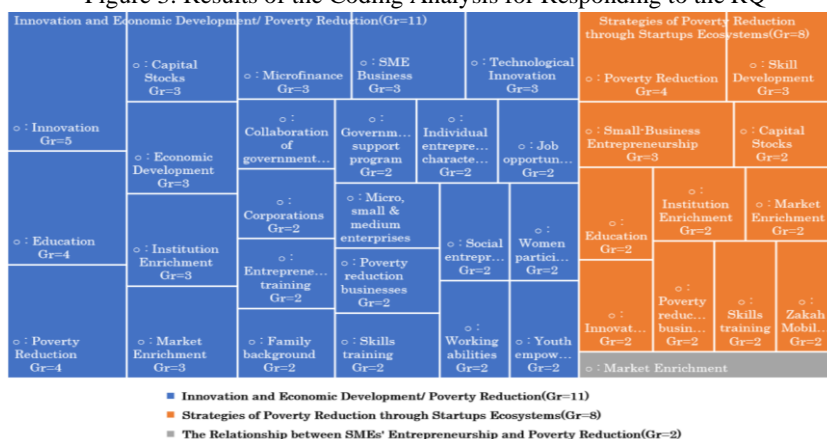 Figure 3. Results of the Coding Analysis for Responding to the RQ
Innovation and Economic Development/ Poverty Reduction(Gr=11)
○ : Innovation
Gr=5
○ : Education
Gr=4
○ : Poverty
Reduction
Gr=4
○ : Capital
Stocks
Gr=3
○ : Economic
Development
Gr=3
○ : Institution
Enrichment
Gr=3
○ : Market
Enrichment
Gr=3
○ : Microfinance
Gr=3
○ : SME
Business
Gr=3
○ : Technological
Innovation
Gr=3
○ :
Collaboration
of
government...
○ :
Corporations
Gr=2
○ :
Entreprene...
training
Gr=2
○ : Family
background
Gr=2
○ :
Governm...
support
program
Gr=2
○ : Micro,
small &
medium
enterprises
○ : Poverty
reduction
businesses
Gr=2
○ : Skills
training
Gr=2
○ :
Individual
entrepre...
characte...
Gr=2
○ : Job
opportun...
Gr=2
○ : Social
entrepr...
Gr=2
○ :
Women
partici...
Gr=2
○ :
Working
abilities
Gr=2
○ : Youth
empow...
Gr=2
Strategies of Poverty Reduction
through Startups Ecosystems(Gr=8)
○ : Poverty Reduction
Gr=4
○ : Skill
Development
Gr=3
○ : Small-Business
Entrepreneurship
Gr=3
○ : Capital
Stocks
Gr=2
○ :
Education
Gr=2
○ :
Institution
Enrichment
Gr=2
○ : Market
Enrichment
Gr=2
○ :
Innovat...
Gr=2
○ :
Poverty
reduc...
busin...
Gr=2
○ :
Skills
training
Gr=2
○ :
Zakah
Mobil...
Gr=2
○ : Market Enrichment
Innovation and Economic Development/ Poverty Reduction(Gr=11)
Strategies of Poverty Reduction through Startups Ecosystems(Gr=8)
The Relationship between SMEs' Entrepreneurship and Poverty Reduction(Gr=2)